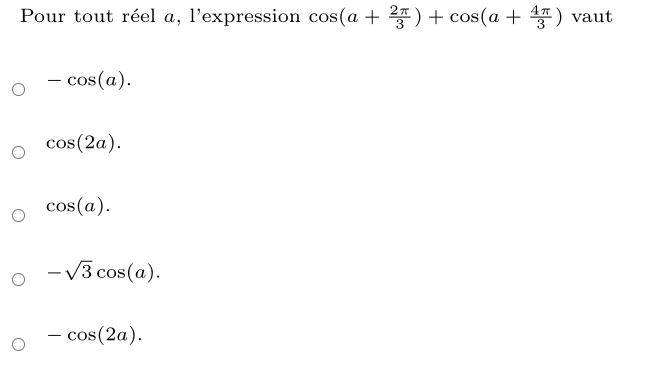 Pour tout réel a, l'expression cos(a + 2π/3) + cos(a + 4π/3) vaut
− cos(a).
cos(2a).
cos(a).
−√3 cos(a).
− cos(2a).